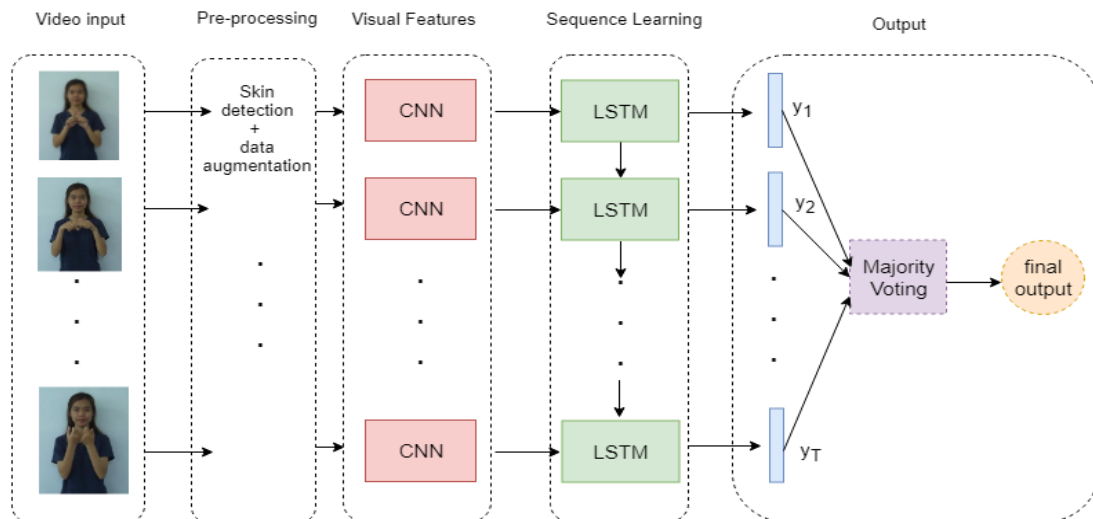 Video input
Pre-processing
Visual Features
Sequence Learning
Output
Skin
detection
+
data
augmentation
CNN
LSTM
y1
CNN
LSTM
y2
Majority
Voting
final
output
CNN
LSTM
yT